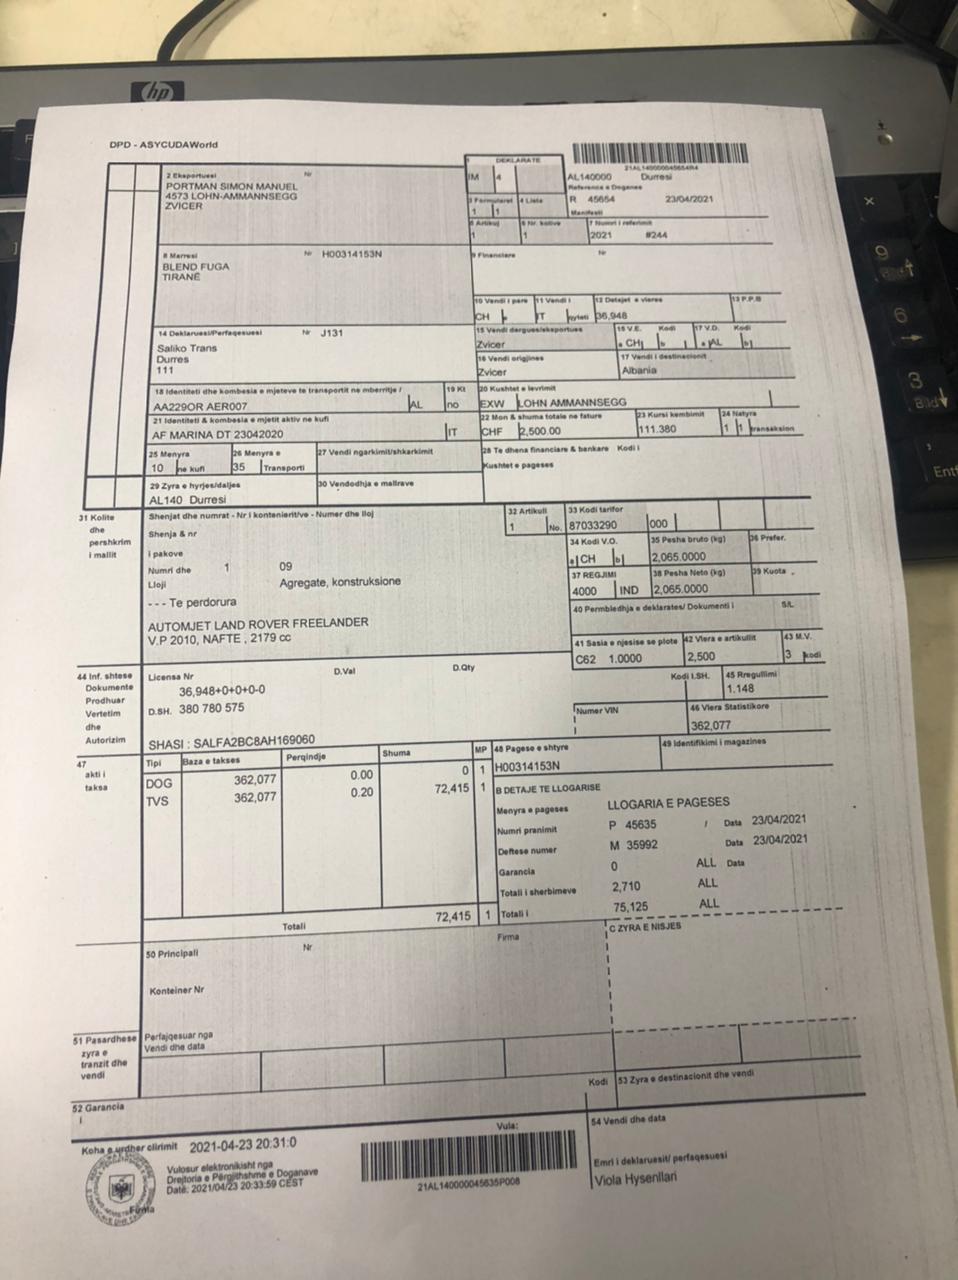 hp
DPD - ASYCUDAWorld
DEKLARATE
IM 4
21AL14000004565484
AL140000 Durresi
Reference e Doganes
R 45654 23/04/2021
Manifesti
2 Eksportuesi Nr
PORTMAN SIMON MANUEL
4573 LOHN-AMMANNSEGG
ZVICER
3 Formularet 4 Lista
1 1
5 Artikuj 6 Nr. kolive 7 Numri i referimit
1 1 2021 #244
8 Marresi Nr H00314153N
BLEND FUGA
TIRANË
9 Financiare Nr
10 Vendi i pare 11 Vendi i 12 Detajet e vleres 13 P.P.B
CH IT 36,948
14 Deklaruesi/Perfaqesuesi Nr J131
Saliko Trans
Durres
111
15 Vendi dergues/eksportues 15 V.E. Kodi 17 V.D. Kodi
Zvicer a CH b a AL b
16 Vendi origjines 17 Vendi i destinacionit
Zvicer Albania
18 Identiteti dhe kombesia e mjeteve te transportit ne mberritje / 19 Kt
AA229OR AER007 AL no
20 Kushtet e levrimit
EXW LOHN AMMANNSEGG
21 Identiteti & kombesia e mjetit aktiv ne kufi
AF MARINA DT 23042020 IT
22 Mon & shuma totale ne fature 23 Kursi kembimit 24 Natyra
CHF 2,500.00 111.380 1 1 transaksion
25 Menyra 26 Menyra e 27 Vendi ngarkimit/shkarkimit
10 ne kufi 35 Transporti
28 Te dhena financiare & bankare Kodi i
Kushtet e pageses
29 Zyra e hyrjes/daljes 30 Vendodhja e mallrave
AL140 Durresi
31 Kolite
dhe
pershkrim
i mallit
Shenjat dhe numrat - Nr i kontenierit/ve - Numer dhe lloj
Shenja & nr
i pakove
Numri dhe 1 09
Lloji Agregate, konstruksione
- - - Te perdorura
AUTOMJET LAND ROVER FREELANDER
V.P 2010, NAFTE , 2179 cc
32 Artikull 33 Kodi tarifor
1 No. 87033290 000
34 Kodi V.O. 35 Pesha bruto (kg) 36 Prefer.
a CH b 2,065.0000
37 REGJIMI 38 Pesha Neto (kg) 39 Kuota
4000 IND 2,065.0000
40 Permbledhja e deklarates/ Dokumenti i S/L
41 Sasia e njesise se plote 42 Vlera e artikullit 43 M.V.
C62 1.0000 2,500 3 kodi
44 Inf. shtese
Dokumente
Prodhuar
Vertetim
dhe
Autorizim
Licensa Nr D.Val D.Qty
36,948+0+0+0-0
D.SH. 380 780 575
SHASI : SALFA2BC8AH169060
Kodi I.SH. 45 Rregullimi
1.148
Numer VIN 46 Vlera Statistikore
362,077
47
akti i
taksa
Tipi Baza e takses Perqindje Shuma MP
DOG 362,077 0.00 0 1
TVS 362,077 0.20 72,415 1
Totali 72,415 1
48 Pagese e shtyre 49 Identifikimi i magazines
H00314153N
B DETAJE TE LLOGARISE
Menyra e pageses LLOGARIA E PAGESES
Numri pranimit P 45635 / Data 23/04/2021
Deftese numer M 35992 Data 23/04/2021
Garancia 0 ALL Data
Totali i sherbimeve 2,710 ALL
Totali i 75,125 ALL
50 Principali Nr Firma
Konteiner Nr
Perfaqesuar nga
Vendi dhe data
C ZYRA E NISJES
51 Pasardhese
zyra e
tranzit dhe
vendi
Kodi 53 Zyra e destinacionit dhe vendi
52 Garancia
i
Vula:
54 Vendi dhe data
Koha e urdher clirimit 2021-04-23 20:31:0
Vulosur elektronikisht nga
Drejtoria e Përgjithshme e Doganave
Datë: 2021/04/23 20:33:59 CEST
Firma
21AL140000045635P008
Emri i deklaruesit/ perfaqesuesi
Viola Hysenllari
9
6
3
Bild
Ent